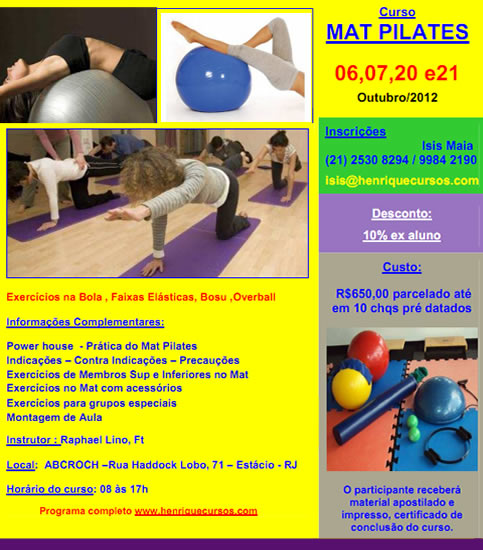 Curso
MAT PILATES
06,07,20 e21
Outubro/2012
Inscrições
Isis Maia
(21) 2530 8294 / 9984 2190
isis@henriquecursos.com
Desconto:
10% ex aluno
Custo:
R$650,00 parcelado até
em 10 chqs pré datados
O participante receberá
material apostilado e
impresso, certificado de
conclusão do curso.
Exercícios na Bola , Faixas Elásticas, Bosu ,Overball
Informações Complementares:
Power house - Prática do Mat Pilates
Indicações – Contra Indicações – Precauções
Exercícios de Membros Sup e Inferiores no Mat
Exercícios no Mat com acessórios
Exercícios para grupos especiais
Montagem de Aula
Instrutor : Raphael Lino, Ft
Local: ABCROCH –Rua Haddock Lobo, 71 – Estácio - RJ
Horário do curso: 08 às 17h
Programa completo www.henriquecursos.com